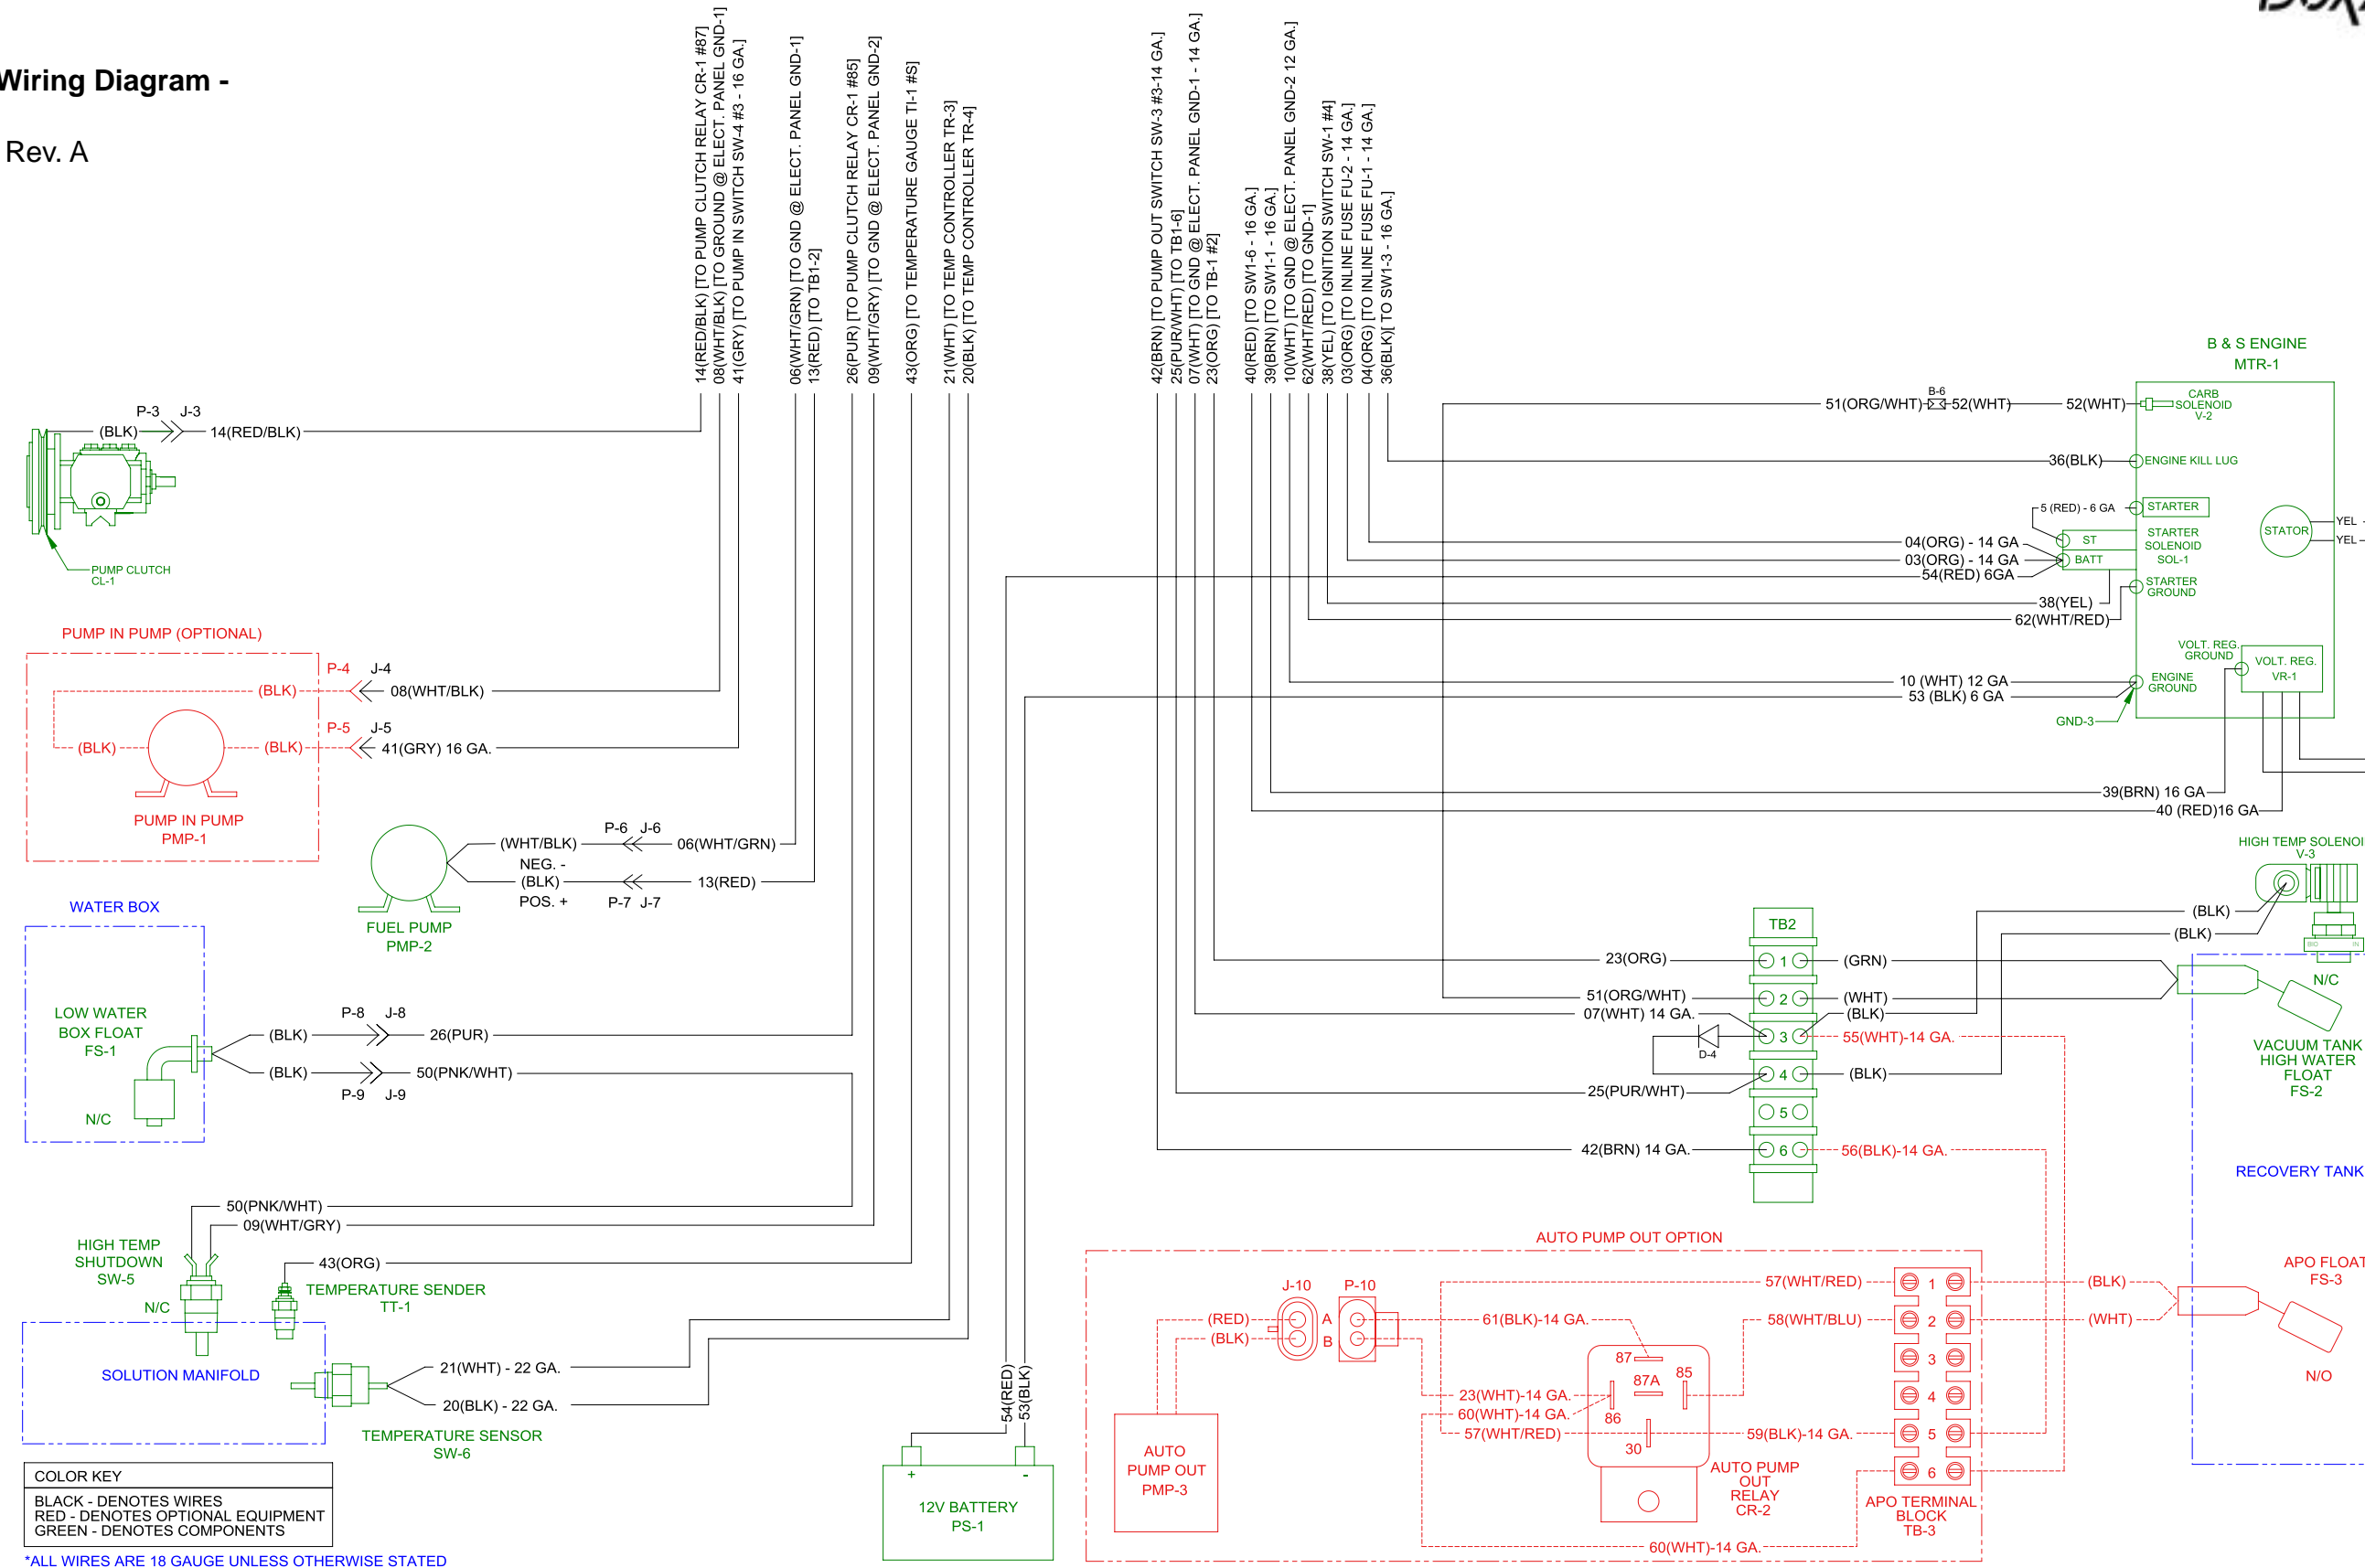 Wiring Diagram -
Rev. A
14(RED/BLK) [TO PUMP CLUTCH RELAY CR-1 #87]
08(WHT/BLK) [TO GROUND @ ELECT. PANEL GND-1]
41(GRY) [TO PUMP IN SWITCH SW-4 #3 - 16 GA.]
06(WHT/GRN) [TO GND @ ELECT. PANEL GND-1]
13(RED) [TO TB1-2]
26(PUR) [TO PUMP CLUTCH RELAY CR-1 #85]
09(WHT/GRY) [TO GND @ ELECT. PANEL GND-2]
43(ORG) [TO TEMPERATURE GAUGE TI-1 #S]
21(WHT) [TO TEMP CONTROLLER TR-3]
20(BLK) [TO TEMP CONTROLLER TR-4]
42(BRN) [TO PUMP OUT SWITCH SW-3 #3-14 GA.]
25(PUR/WHT) [TO TB1-6]
07(WHT) [TO GND @ ELECT. PANEL GND-1 - 14 GA.]
23(ORG) [TO TB-1 #2]
40(RED) [TO SW1-6 - 16 GA.]
39(BRN) [TO SW1-1 - 16 GA.]
10(WHT) [TO GND @ ELECT. PANEL GND-2 12 GA.]
62(WHT/RED) [TO GND-1]
38(YEL) [TO IGNITION SWITCH SW-1 #4]
03(ORG) [TO INLINE FUSE FU-2 - 14 GA.]
04(ORG) [TO INLINE FUSE FU-1 - 14 GA.]
36(BLK)[ TO SW1-3 - 16 GA.]
B & S ENGINE
MTR-1
51(ORG/WHT)
B-6
52(WHT)
52(WHT)
CARB
SOLENOID
V-2
36(BLK)
ENGINE KILL LUG
5 (RED) - 6 GA
STARTER
04(ORG) - 14 GA
ST
STARTER
SOLENOID
SOL-1
03(ORG) - 14 GA
BATT
54(RED) 6GA
STARTER
GROUND
38(YEL)
62(WHT/RED)
STATOR
YEL
YEL
VOLT. REG.
GROUND
VOLT. REG.
VR-1
10 (WHT) 12 GA
53 (BLK) 6 GA
ENGINE
GROUND
GND-3
39(BRN) 16 GA
40 (RED)16 GA
P-3 J-3
(BLK)
14(RED/BLK)
PUMP CLUTCH
CL-1
PUMP IN PUMP (OPTIONAL)
P-4 J-4
(BLK)
08(WHT/BLK)
P-5 J-5
(BLK)
(BLK)
41(GRY) 16 GA.
PUMP IN PUMP
PMP-1
P-6 J-6
(WHT/BLK)
06(WHT/GRN)
NEG. -
(BLK)
13(RED)
POS. +
P-7 J-7
FUEL PUMP
PMP-2
WATER BOX
LOW WATER
BOX FLOAT
FS-1
N/C
P-8 J-8
(BLK)
26(PUR)
(BLK)
50(PNK/WHT)
P-9 J-9
50(PNK/WHT)
09(WHT/GRY)
HIGH TEMP
SHUTDOWN
SW-5
N/C
43(ORG)
TEMPERATURE SENDER
TT-1
SOLUTION MANIFOLD
21(WHT) - 22 GA.
20(BLK) - 22 GA.
TEMPERATURE SENSOR
SW-6
COLOR KEY
BLACK - DENOTES WIRES
RED - DENOTES OPTIONAL EQUIPMENT
GREEN - DENOTES COMPONENTS
*ALL WIRES ARE 18 GAUGE UNLESS OTHERWISE STATED
54(RED)
53(BLK)
+ -
12V BATTERY
PS-1
TB2
23(ORG)
1
(GRN)
51(ORG/WHT)
2
(WHT)
07(WHT) 14 GA.
(BLK)
D-4
3
55(WHT)-14 GA.
4
(BLK)
25(PUR/WHT)
5
42(BRN) 14 GA.
6
56(BLK)-14 GA.
HIGH TEMP SOLENOI
V-3
(BLK)
(BLK)
BIO IN
N/C
VACUUM TANK
HIGH WATER
FLOAT
FS-2
RECOVERY TANK
AUTO PUMP OUT OPTION
J-10 P-10
(RED)
(BLK)
A
B
57(WHT/RED)
61(BLK)-14 GA.
58(WHT/BLU)
87
87A
85
86
30
23(WHT)-14 GA.
60(WHT)-14 GA.
57(WHT/RED)
59(BLK)-14 GA.
AUTO
PUMP OUT
PMP-3
AUTO PUMP
OUT
RELAY
CR-2
1
2
3
4
5
6
APO TERMINAL
BLOCK
TB-3
60(WHT)-14 GA.
(BLK)
(WHT)
APO FLOAT
FS-3
N/O